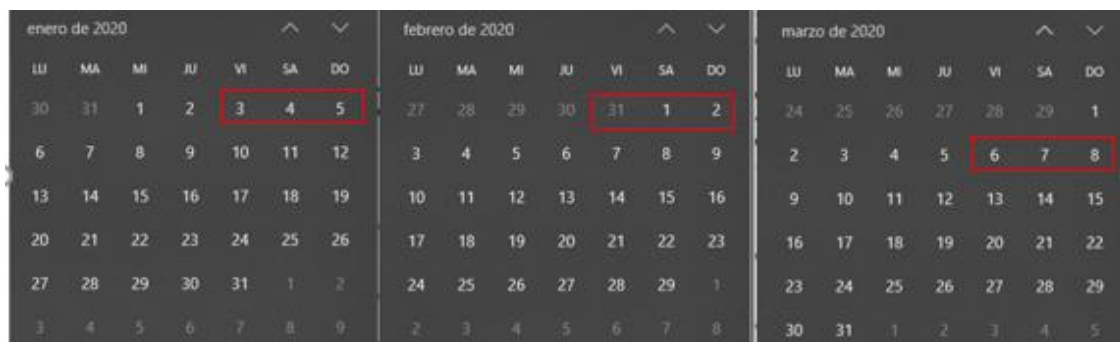 enero de 2020
LU MA MI JU VI SA DO
30 31 1 2 3 4 5
6 7 8 9 10 11 12
13 14 15 16 17 18 19
20 21 22 23 24 25 26
27 28 29 30 31 1 2
3 4 5 6 7 8 9
febrero de 2020
LU MA MI JU VI SA DO
27 28 29 30 31 1 2
3 4 5 6 7 8 9
10 11 12 13 14 15 16
17 18 19 20 21 22 23
24 25 26 27 28 29 1
2 3 4 5 6 7 8
marzo de 2020
LU MA MI JU VI SA DO
24 25 26 27 28 29 1
2 3 4 5 6 7 8
9 10 11 12 13 14 15
16 17 18 19 20 21 22
23 24 25 26 27 28 29
30 31 1 2 3 4 5